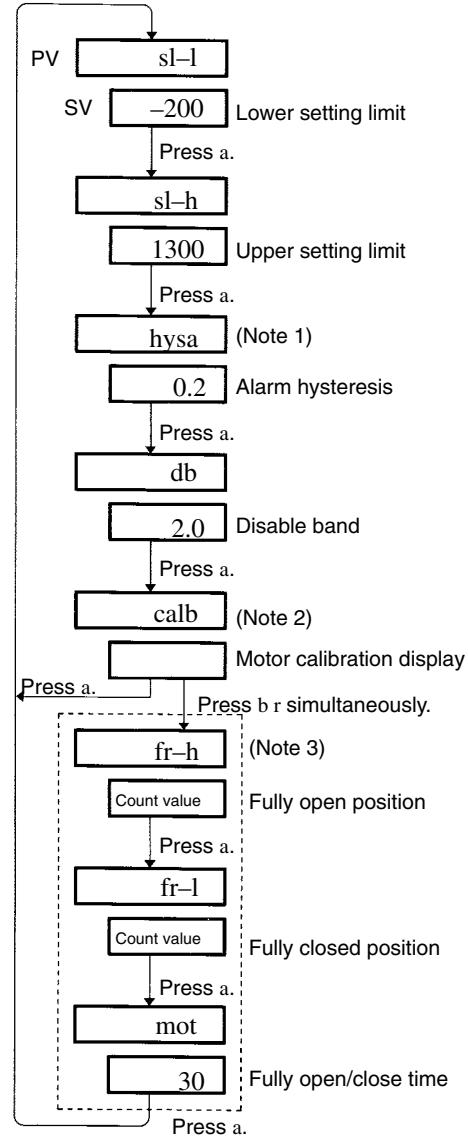 PV sl–l
SV –200 Lower setting limit
Press a.
sl–h
1300 Upper setting limit
Press a.
hysa (Note 1)
0.2 Alarm hysteresis
Press a.
db
2.0 Disable band
Press a.
calb (Note 2)
Motor calibration display
Press a.
Press b r simultaneously.
fr–h (Note 3)
Count value Fully open position
Press a.
fr–l
Count value Fully closed position
Press a.
mot
30 Fully open/close time
Press a.